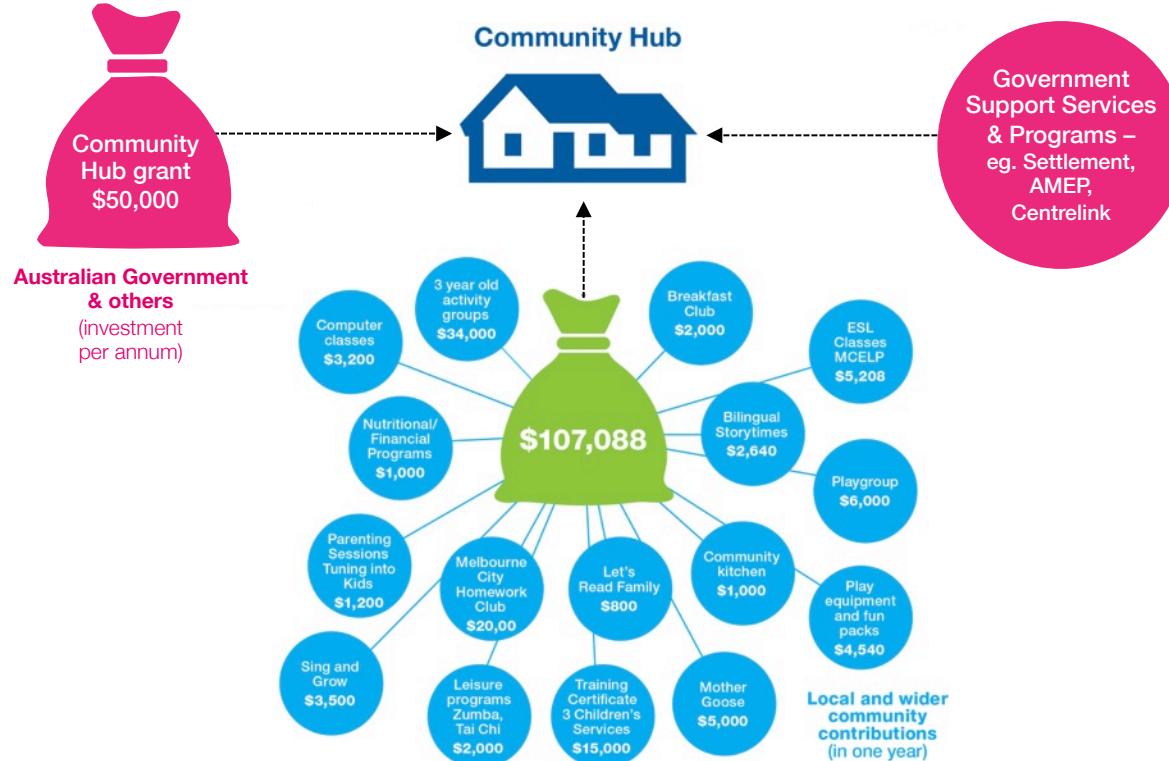 Community Hub
Community
Hub grant
$50,000
Australian Government
& others
(investment
per annum)
Government
Support Services
& Programs –
eg. Settlement,
AMEP,
Centrelink
$107,088
Computer
classes
$3,200
3 year old
activity
groups
$34,000
Breakfast
Club
$2,000
ESL
Classes
MCELP
$5,208
Nutritional/
Financial
Programs
$1,000
Bilingual
Storytimes
$2,640
Playgroup
$6,000
Parenting
Sessions
Tuning into
Kids
$1,200
Melbourne
City
Homework
Club
$20,00
Let's
Read Family
$800
Community
kitchen
$1,000
Play
equipment
and fun
packs
$4,540
Sing and
Grow
$3,500
Leisure
programs
Zumba,
Tai Chi
$2,000
Training
Certificate
3 Children's
Services
$15,000
Mother
Goose
$5,000
Local and wider
community
contributions
(in one year)